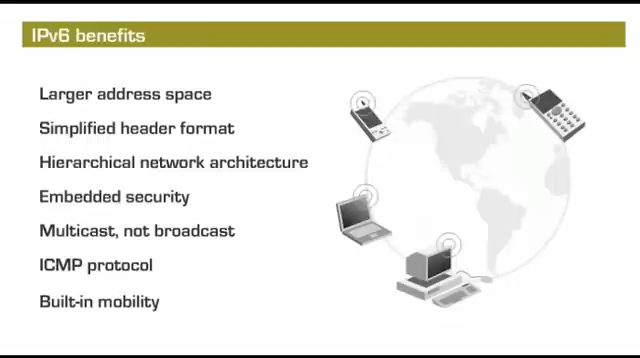 IPv6 benefits
Larger address space
Simplified header format
Hierarchical network architecture
Embedded security
Multicast, not broadcast
ICMP protocol
Built-in mobility